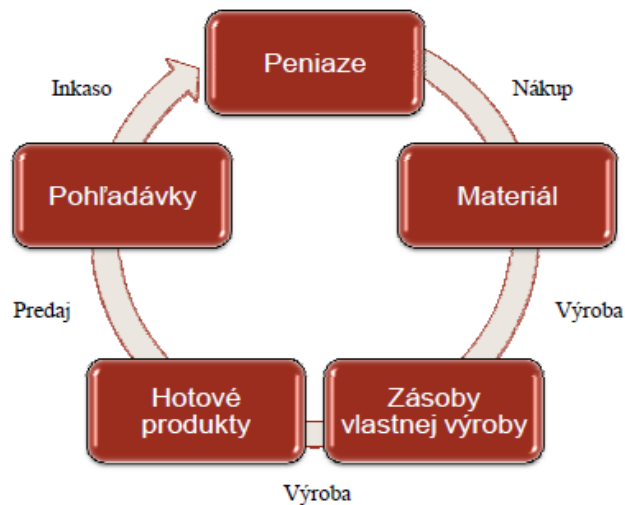 Peniaze
Nákup
Materiál
Výroba
Zásoby
vlastnej výroby
Výroba
Hotové
produkty
Predaj
Pohľadávky
Inkaso